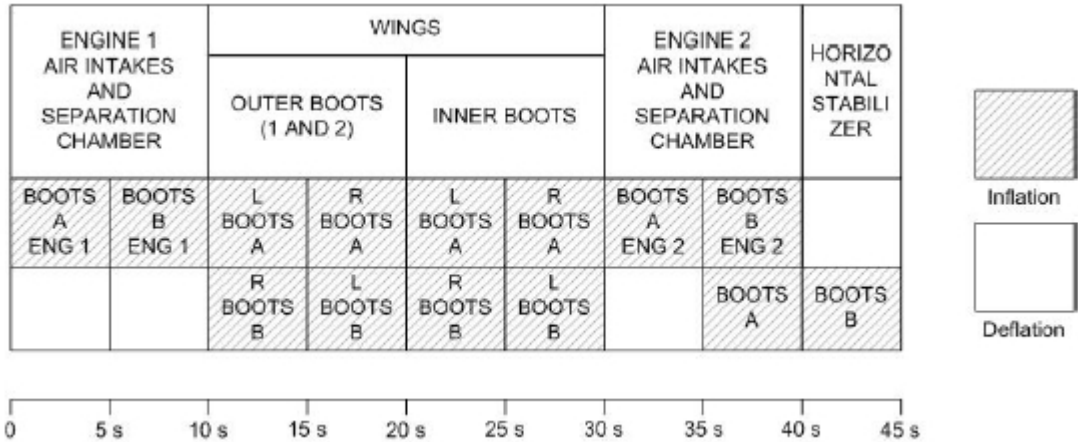 ENGINE 1
AIR INTAKES
AND
SEPARATION
CHAMBER
WINGS
OUTER BOOTS
(1 AND 2)
INNER BOOTS
ENGINE 2
AIR INTAKES
AND
SEPARATION
CHAMBER
HORIZO
NTAL
STABILI
ZER
BOOTS
A
ENG 1
BOOTS
B
ENG 1
L
BOOTS
A
R
BOOTS
A
L
BOOTS
A
R
BOOTS
A
BOOTS
A
ENG 2
BOOTS
B
ENG 2
R
BOOTS
B
L
BOOTS
B
R
BOOTS
B
L
BOOTS
B
BOOTS
A
BOOTS
B
Inflation
Deflation
0 5 s 10 s 15 s 20 s 25 s 30 s 35 s 40 s 45 s